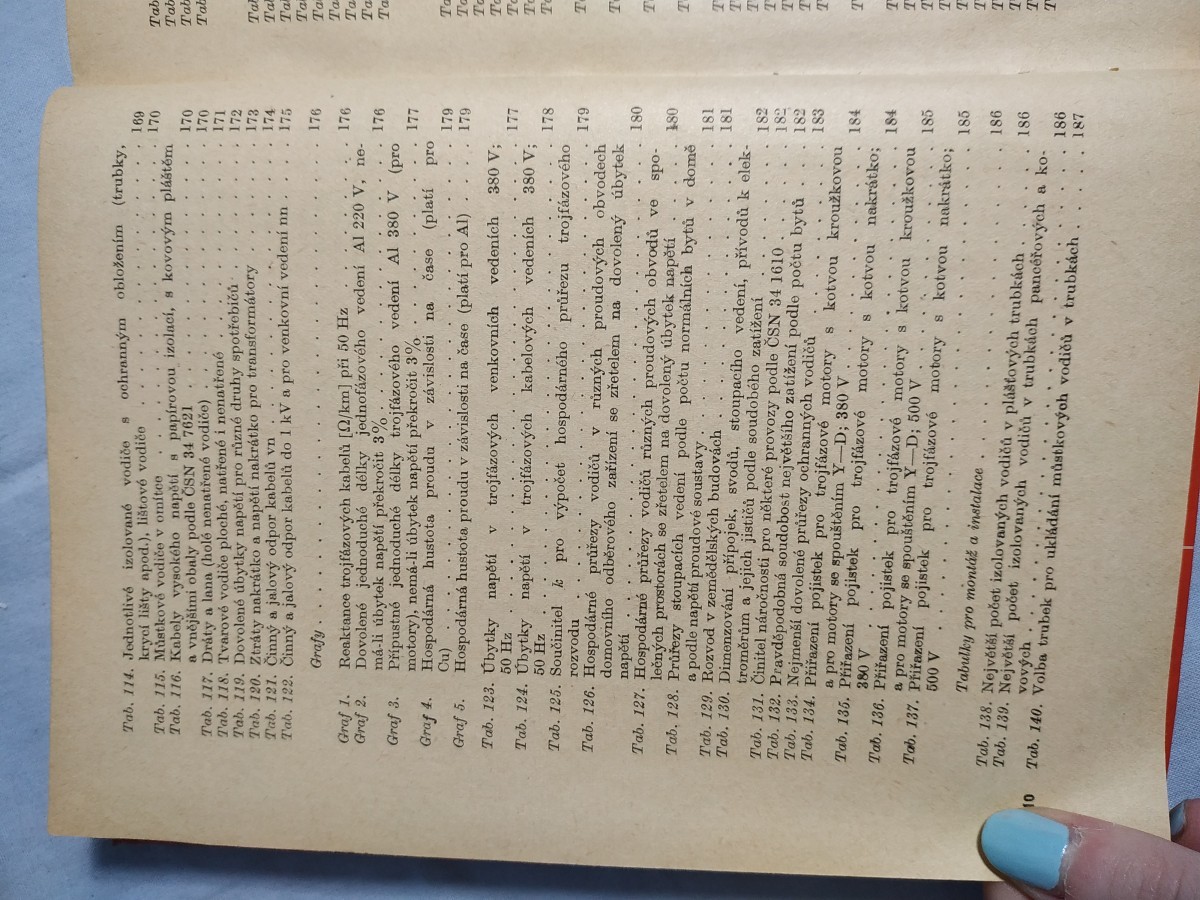 Tab. 114. Jednotlivé izolované vodiče s ochranným obložením (trubky,
krycí lišty apod.), lištové vodiče . . . . . . . . . . 169
Tab. 115. Můstkové vodiče v omítce . . . . . . . . . . 170
Tab. 116. Kabely vysokého napětí s papírovou izolací, s kovovým pláštěm
a vnějšími obaly podle ČSN 34 7621 . . . . . . . . . . 170
Tab. 117. Dráty a lana (holé nenatřené vodiče) . . . . . . . . . . 170
Tab. 118. Tvarové vodiče ploché, natřené i nenatřené . . . . . . . . . . 171
Tab. 119. Dovolené úbytky napětí pro různé druhy spotřebičů . . . . . . 172
Tab. 120. Ztráty nakrátko a napětí nakrátko pro transformátory . . . . 173
Tab. 121. Činný a jalový odpor kabelů vn . . . . . . . . . . 174
Tab. 122. Činný a jalový odpor kabelů do 1 kV a pro venkovní vedení nn . 175
Grafy . . . . . . . . . . 176
Graf 1. Reaktance trojfázových kabelů [Ω/km] při 50 Hz . . . . . . 176
Graf 2. Dovolené jednoduché délky jednofázového vedení Al 220 V, ne-
má-li úbytek napětí překročit 3% . . . . . . . . . . 176
Graf 3. Přípustné jednoduché délky trojfázového vedení Al 380 V (pro
motory), nemá-li úbytek napětí překročit 3% . . . . . . 177
Graf 4. Hospodárná hustota proudu v závislosti na čase (platí pro
Cu) . . . . . . . . . . 179
Graf 5. Hospodárná hustota proudu v závislosti na čase (platí pro Al) . 179
Tab. 123. Úbytky napětí v trojfázových venkovních vedeních 380 V;
50 Hz . . . . . . . . . . 177
Tab. 124. Úbytky napětí v trojfázových kabelových vedeních 380 V;
50 Hz . . . . . . . . . . 178
Tab. 125. Součinitel k pro výpočet hospodárného průřezu trojfázového
rozvodu . . . . . . . . . . 179
Tab. 126. Hospodárné průřezy vodičů v různých proudových obvodech
domovního odběrového zařízení se zřetelem na dovolený úbytek
napětí . . . . . . . . . . 180
Tab. 127. Hospodárné průřezy vodičů různých proudových obvodů ve spo-
lečných prostorách se zřetelem na dovolený úbytek napětí . . 180
Tab. 128. Průřezy stoupacích vedení podle počtu normálních bytů v domě
a podle napětí proudové soustavy . . . . . . . . . . 181
Tab. 129. Rozvod v zemědělských budovách . . . . . . . . . . 181
Tab. 130. Dimenzování přípojek, svodů, stoupacího vedení, přívodů k elek-
troměrům a jejich jističů podle soudobého zatížení . . . . . . 182
Tab. 131. Činitel náročnosti pro některé provozy podle ČSN 34 1610 . . 182
Tab. 132. Pravděpodobná soudobost největšího zatížení podle počtu bytů . 182
Tab. 133. Nejmenší dovolené průřezy ochranných vodičů . . . . . . 183
Tab. 134. Přiřazení pojistek pro trojfázové motory s kotvou kroužkovou
a pro motory se spouštěním Y—D; 380 V . . . . . . . . 184
Tab. 135. Přiřazení pojistek pro trojfázové motory s kotvou nakrátko;
380 V . . . . . . . . . . 184
Tab. 136. Přiřazení pojistek pro trojfázové motory s kotvou kroužkovou
a pro motory se spouštěním Y—D; 500 V . . . . . . . . 185
Tab. 137. Přiřazení pojistek pro trojfázové motory s kotvou nakrátko;
500 V . . . . . . . . . . 185
Tabulky pro montáž a instalace . . . . . . . . . . 186
Tab. 138. Největší počet izolovaných vodičů v plášťových trubkách . . . 186
Tab. 139. Největší počet izolovaných vodičů v trubkách pancéřových a ko-
vových . . . . . . . . . . 186
Tab. 140. Volba trubek pro ukládání můstkových vodičů v trubkách . . . 187
10